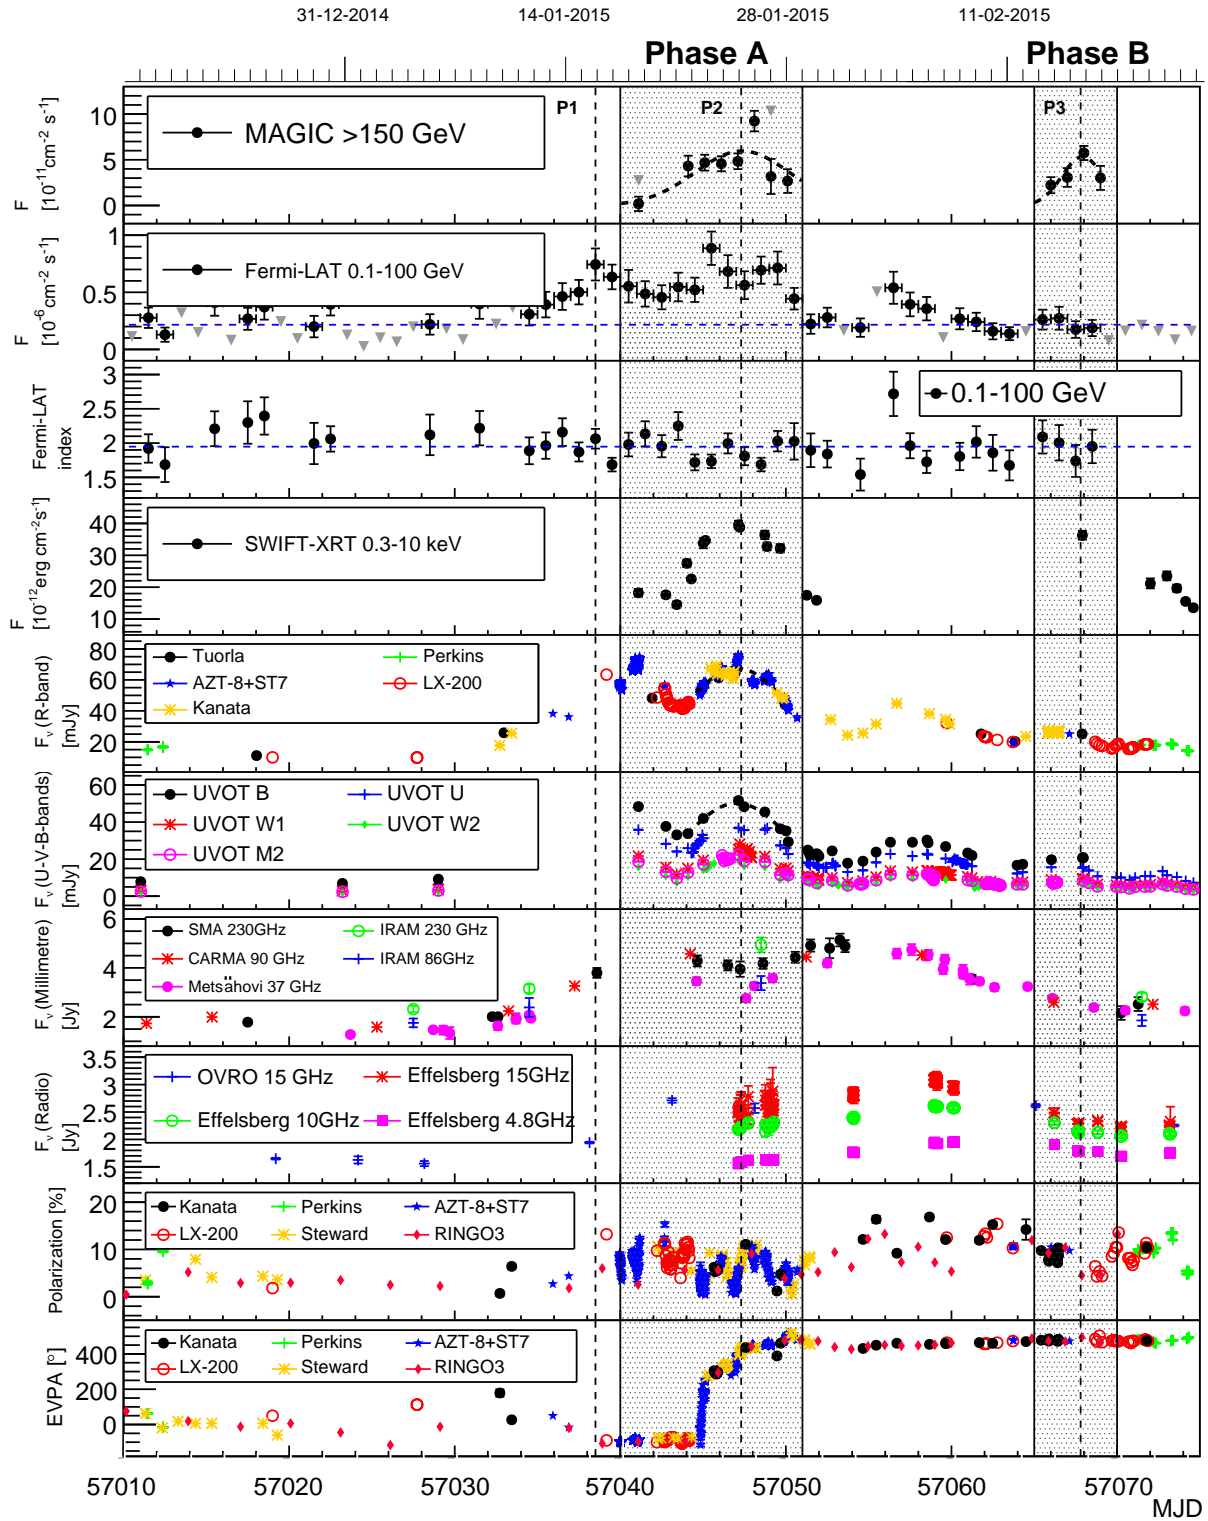 31-12-2014 14-01-2015 28-01-2015 11-02-2015
Phase A Phase B
F [10⁻¹¹cm⁻² s⁻¹]
10
5
0
MAGIC >150 GeV
P1 P2 P3
F [10⁻⁶cm⁻² s⁻¹]
1
0.5
0
Fermi-LAT 0.1-100 GeV
Fermi-LAT index
3
2.5
2
1.5
0.1-100 GeV
F [10⁻¹²erg cm⁻²s⁻¹]
40
30
20
10
SWIFT-XRT 0.3-10 keV
Fᵥ (R-band) [mJy]
80
60
40
20
Tuorla Perkins
AZT-8+ST7 LX-200
Kanata
Fᵥ (U-V-B-bands) [mJy]
60
40
20
0
UVOT B UVOT U
UVOT W1 UVOT W2
UVOT M2
Fᵥ (Millimetre) [Jy]
6
4
2
SMA 230GHz IRAM 230 GHz
CARMA 90 GHz IRAM 86GHz
Metsähovi 37 GHz
Fᵥ (Radio) [Jy]
3.5
3
2.5
2
1.5
OVRO 15 GHz Effelsberg 15GHz
Effelsberg 10GHz Effelsberg 4.8GHz
Polarization [%]
20
10
0
Kanata Perkins AZT-8+ST7
LX-200 Steward RINGO3
EVPA [°]
400
200
0
Kanata Perkins AZT-8+ST7
LX-200 Steward RINGO3
57010 57020 57030 57040 57050 57060 57070
MJD